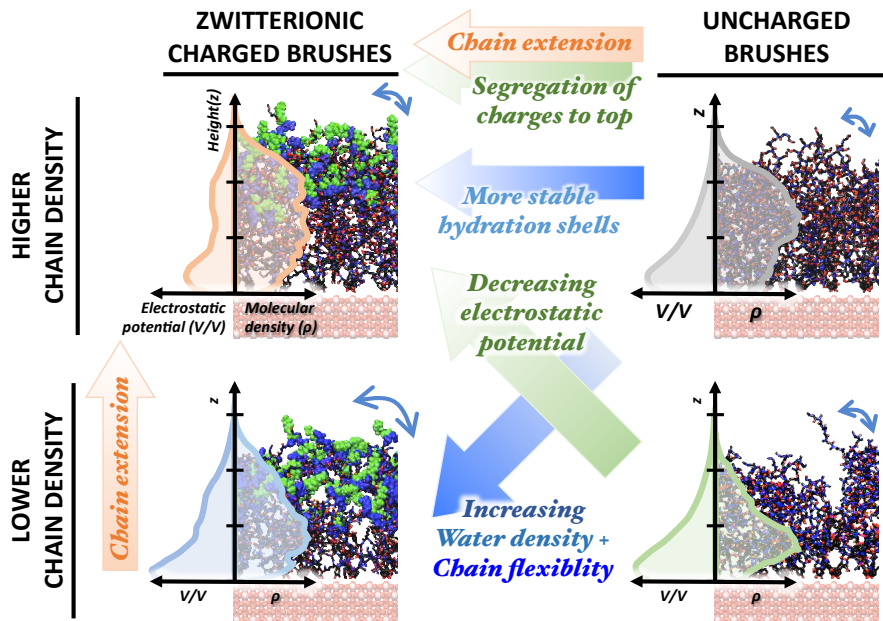 ZWITTERIONIC
CHARGED BRUSHES
UNCHARGED
BRUSHES
Chain extension
Segregation of
charges to top
More stable
hydration shells
Decreasing
electrostatic
potential
Increasing
Water density +
Chain flexiblity
HIGHER
CHAIN DENSITY
LOWER
CHAIN DENSITY
Chain extension
Height(z)
Electrostatic
potential (V/V)
Molecular
density (ρ)
z
V/V
ρ
z
V/V
ρ
z
V/V
ρ